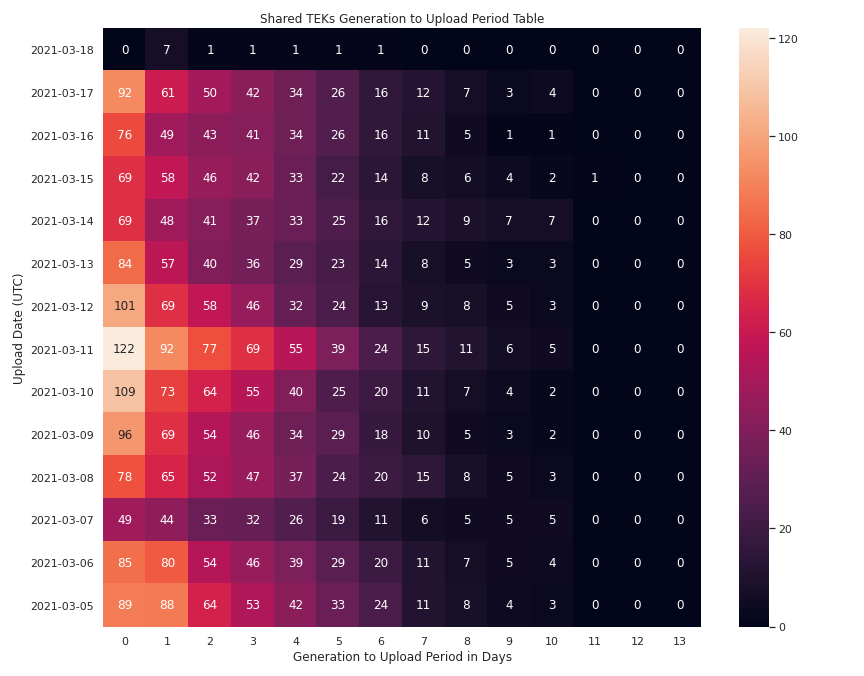 Shared TEKs Generation to Upload Period Table
Upload Date (UTC)
2021-03-18 0 7 1 1 1 1 1 0 0 0 0 0 0 0
2021-03-17 92 61 50 42 34 26 16 12 7 3 4 0 0 0
2021-03-16 76 49 43 41 34 26 16 11 5 1 1 0 0 0
2021-03-15 69 58 46 42 33 22 14 8 6 4 2 1 0 0
2021-03-14 69 48 41 37 33 25 16 12 9 7 7 0 0 0
2021-03-13 84 57 40 36 29 23 14 8 5 3 3 0 0 0
2021-03-12 101 69 58 46 32 24 13 9 8 5 3 0 0 0
2021-03-11 122 92 77 69 55 39 24 15 11 6 5 0 0 0
2021-03-10 109 73 64 55 40 25 20 11 7 4 2 0 0 0
2021-03-09 96 69 54 46 34 29 18 10 5 3 2 0 0 0
2021-03-08 78 65 52 47 37 24 20 15 8 5 3 0 0 0
2021-03-07 49 44 33 32 26 19 11 6 5 5 5 0 0 0
2021-03-06 85 80 54 46 39 29 20 11 7 5 4 0 0 0
2021-03-05 89 88 64 53 42 33 24 11 8 4 3 0 0 0
0 1 2 3 4 5 6 7 8 9 10 11 12 13
Generation to Upload Period in Days
120
100
80
60
40
20
0